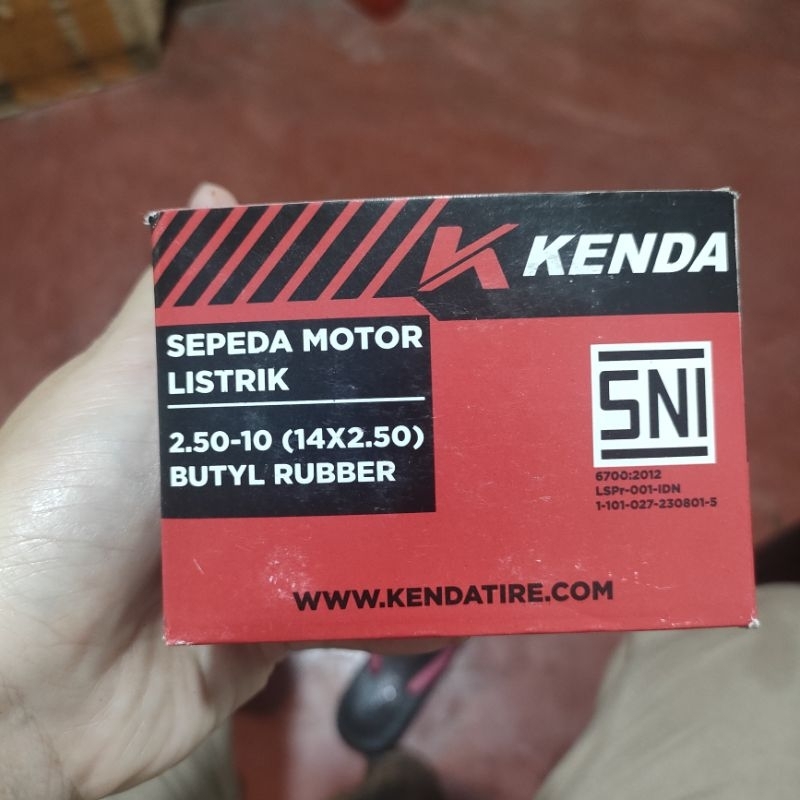 KENDA
SEPEDA MOTOR
LISTRIK
2.50-10 (14X2.50)
BUTYL RUBBER
SNI
6700:2012
LSPr-001-IDN
1-101-027-230801-5
WWW.KENDATIRE.COM